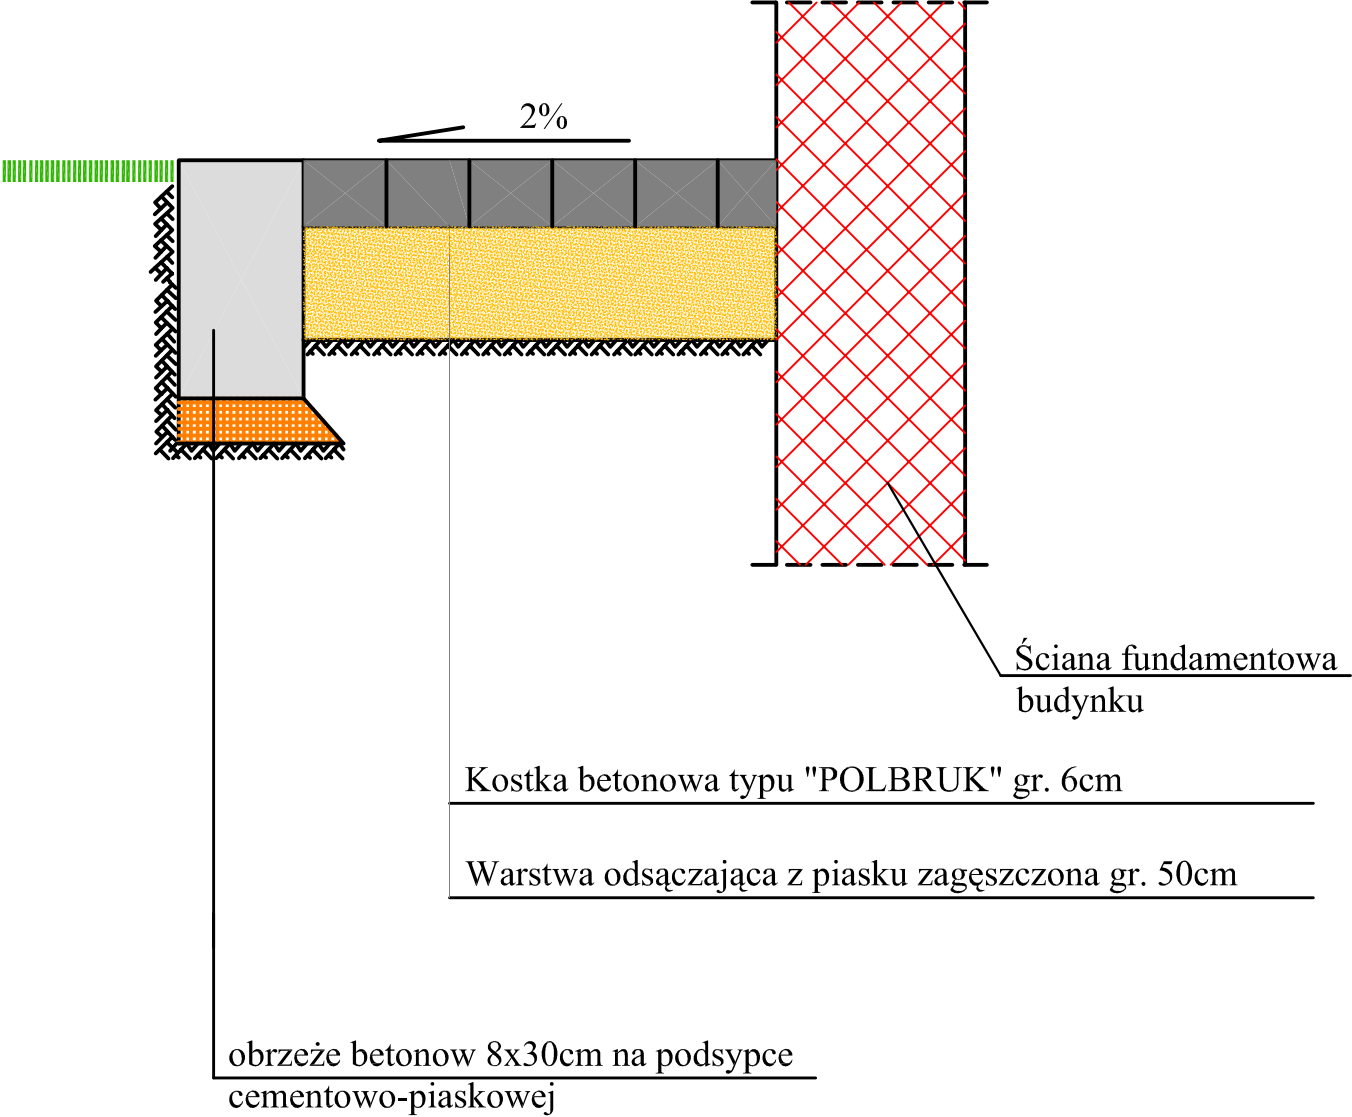 2%
Ściana fundamentowa
budynku
Kostka betonowa typu "POLBRUK" gr. 6cm
Warstwa odsączająca z piasku zagęszczona gr. 50cm
obrzeże betonow 8x30cm na podsypce
cementowo-piaskowej